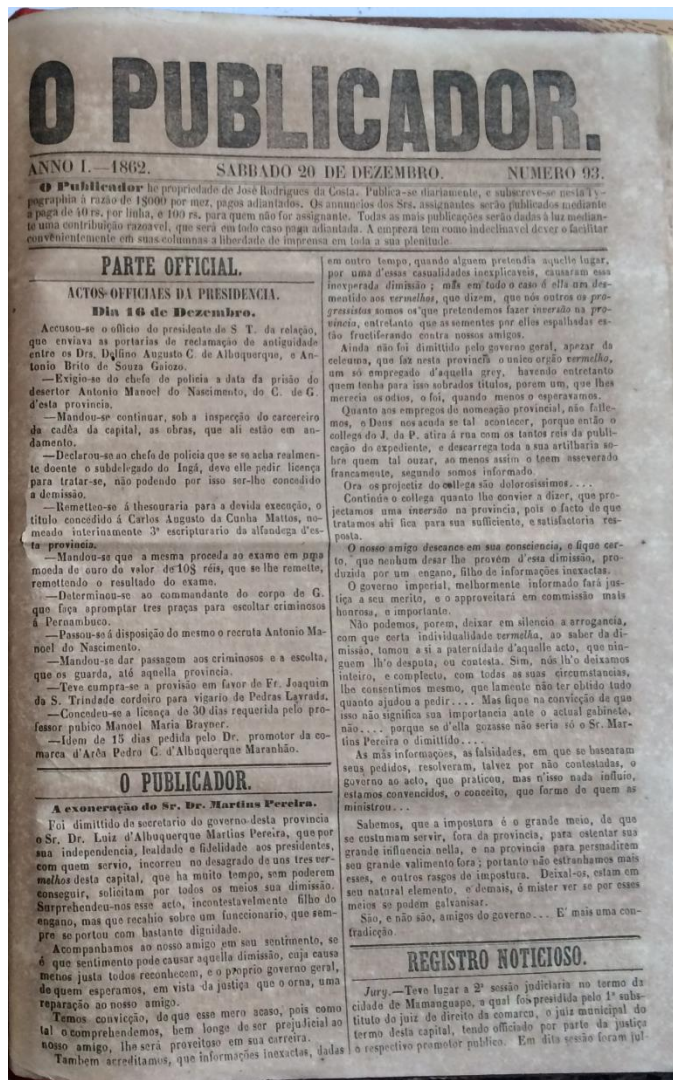 O PUBLICADOR.
ANNO I.—1862. SABBADO 20 DE DEZEMBRO. NUMERO 93.
O Publicador he propriedade de José Rodrigues da Costa. Publica-se diariamente, e subscreve-se nesta Ty-
pographia à razão de 1$000 por mez, pagos adiantados. Os annuncios dos Srs. assignantes serão publicados mediante
a paga de 40 rs. por linha, e 100 rs. para quem não for assignante. Todas as mais publicações serão dadas à luz median-
te uma contribuição razoavel, que será em todo caso paga adiantada. A empreza tem como indeclinavel dever o facilitar
convenientemente em suas columnas a liberdade de imprensa em toda a sua plenitude.
PARTE OFFICIAL.
ACTOS OFFICIAES DA PRESIDENCIA.
Dia 16 de Dezembro.
Accusou-se o officio do presidente do S. T. da relação,
que enviava as portarias de reclamação de antiguidade
entre os Drs. Delfino Augusto C. de Albuquerque, e An-
tonio Brito de Souza Gaiozo.
—Exigio-se do chefe de policia a data da prisão do
desertor Antonio Manoel do Nascimento, do C. de G.
d'esta provincia.
—Mandou-se continuar, sob a inspecção do carcereiro
da cadêa da capital, as obras, que ali estão em an-
damento.
—Declarou-se ao chefe de policia que se se acha realmen-
te doente o subdelegado do Ingá, deve elle pedir licença
para tratar-se, não podendo por isso ser-lhe concedido
a demissão.
—Remetteo-se á thesouraria para a devida execução, o
titulo concedido á Carlos Augusto da Cunha Mattos, no-
meado interinamente 3º escripturario da alfandega d'es-
ta provincia.
—Mandou-se que a mesma proceda ao exame em uma
moeda de ouro do valor de 10$ réis, que se lhe remette,
remettendo o resultado do exame.
—Determinou-se ao commandante do corpo de G.
que faça apromptar tres praças para escoltar criminosos
á Pernambuco.
—Passou-se á disposição do mesmo o recruta Antonio Ma-
noel do Nascimento.
—Mandou-se dar passagem aos criminosos e a escolta,
que os guarda, até aquella provincia.
—Teve cumpra-se a provisão em favor de Fr. Joaquim
do S. Trindade cordeiro para vigario de Pedras Lavrada.
—Concedeu-se a licença de 30 dias requerida pelo pro-
fessor pubico Manoel Maria Brayner.
—Idem de 15 dias pedida pelo Dr. promotor da co-
marca d'Arêa Pedro C. d'Albuquerque Maranhão.
O PUBLICADOR.
A exoneração do Sr. Dr. Martins Pereira.
Foi dimittido de secretario do governo desta provincia
o Sr. Dr. Luiz d'Albuquerque Martins Pereira, que por
sua independencia, lealdade e fidelidade aos presidentes,
com quem servio, incorreu no desagrado de uns tres ver-
melhos desta capital, que ha muito tempo, sem poderem
conseguir, solicitam por todos os meios sua dimissão.
Surprehendeu-nos esse acto, incontestavelmente filho do
engano, mas que recahio sobre um funccionario, que sem-
pre se portou com bastante dignidade.
Acompanhamos ao nosso amigo em seu sentimento, se
é que sentimento pode causar aquella dimissão, cuja causa
menos justa todos reconhecem, e o proprio governo geral,
de quem esperamos, em vista da justiça que o orna, uma
reparação ao nosso amigo.
Temos convicção, de que esse mero acaso, pois como
tal o comprehendemos, bem longe de ser prejudicial ao
nosso amigo, lhe será proveitoso em sua carreira.
Tambem acreditamos, que informações inexactas, dadas
em outro tempo, quando alguem pretendia aquelle lugar,
por uma d'essas casualidades inexplicaveis, causaram essa
inexperada dimissão; mas em todo o caso é ella um des-
mentido aos vermelhos, que dizem, que nós outros os pro-
gressistas somos os que pretendemos fazer inversão na pro-
vincia, entretanto que as sementes por elles espalhadas es-
tão fructificando contra nossos amigos.
Ainda não foi dimittido pelo governo geral, apezar da
celeuma, que faz nesta provincia o unico orgão vermelho,
um só empregado d'aquella grey, havendo entretanto
quem tenha para isso sobrados titulos, porem um, que lhes
merecia os odios, o foi, quando menos o esperavamos.
Quanto aos empregos de nomeação provincial, não falle-
mos, e Deus nos acuda se tal acontecer, porque então o
collega do J. da P. atira á rua com os tantos reis da publi-
cação do expediente, e descarrega toda a sua artilharia so-
bre quem tal ouzar, ao menos assim o teem asseverado
francamente, segundo somos informado.
Ora os projectiz do collega são dolorosissimos....
Continúe o collega quanto lhe convier a dizer, que pro-
jectamos uma inversão na provincia, pois o facto de que
tratamos ahi fica para sua sufficiente, e satisfactoria res-
posta.
O nosso amigo descance em sua consciencia, e fique cer-
to, que nenhum desar lhe provém d'essa dimissão, pro-
duzida por um engano, filho de informações inexactas.
O governo imperial, melhormente informado fará jus-
tiça a seu merito, e o approveitará em commissão mais
honrosa, e importante.
Não podemos, porem, deixar em silencio a arrogancia,
com que certa individualidade vermelha, ao saber da di-
missão, tomou a si a paternidade d'aquelle acto, que nin-
guem lh'o desputa, ou contesta. Sim, nós lh'o deixamos
inteiro, e complecto, com todas as suas circumstancias,
lhe consentimos mesmo, que lamente não ter obtido tudo
quanto ajudou a pedir.... Mas fique na convicção de que
isso não significa sua importancia ante o actual gabinete,
não.... porque se d'ella gozasse não seria só o Sr. Mar-
tins Pereira o dimittido....
As más informações, as falsidades, em que se basearam
seus pedidos, resolveram, talvez por não contestadas, o
governo ao acto, que praticou, mas n'isso nada influio,
estamos convencidos, o conceito, que forme de quem as
ministrou...
Sabemos, que a impostura é o grande meio, de que
se custumam servir, fora da provincia, para ostentar sua
grande influencia nella, e na provincia para persuadirem
seu grande valimento fora; portanto não estranhamos mais
esses, e outros rasgos de impostura. Deixal-os, estam em
seu natural elemento, e demais, é mister ver se por esses
meios se podem galvanisar.
São, e não são, amigos do governo... E' mais uma con-
tradicção.
REGISTRO NOTICIOSO.
Jury.—Teve lugar a 2ª sessão judiciaria no termo da
cidade de Mamanguape, a qual foi presidida pelo 1º subs-
tituto do juiz de direito da comarca, o juiz municipal do
termo desta capital, tendo officiado por parte da justiça
o respectivo promotor publico. Em dita sessão foram jul-